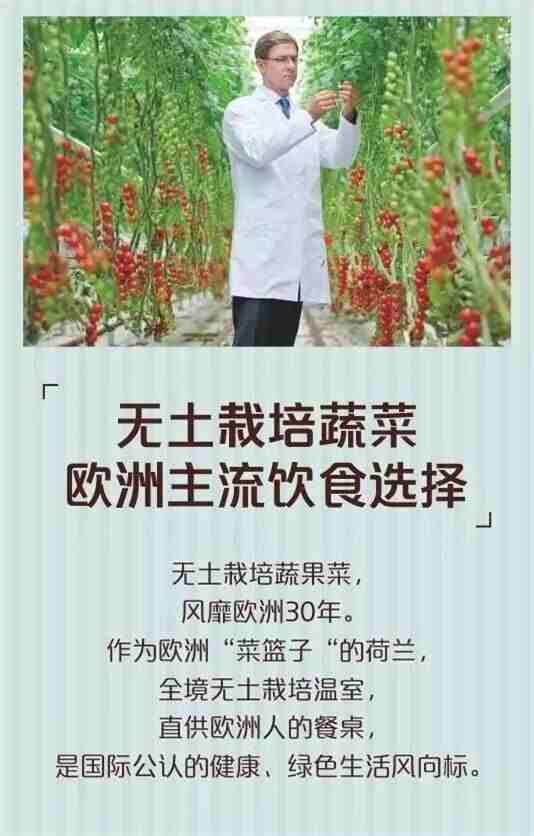 无土栽培蔬菜
欧洲主流饮食选择
无土栽培蔬果菜，
风靡欧洲30年。
作为欧洲“菜篮子“的荷兰，
全境无土栽培温室，
直供欧洲人的餐桌，
是国际公认的健康、绿色生活风向标。